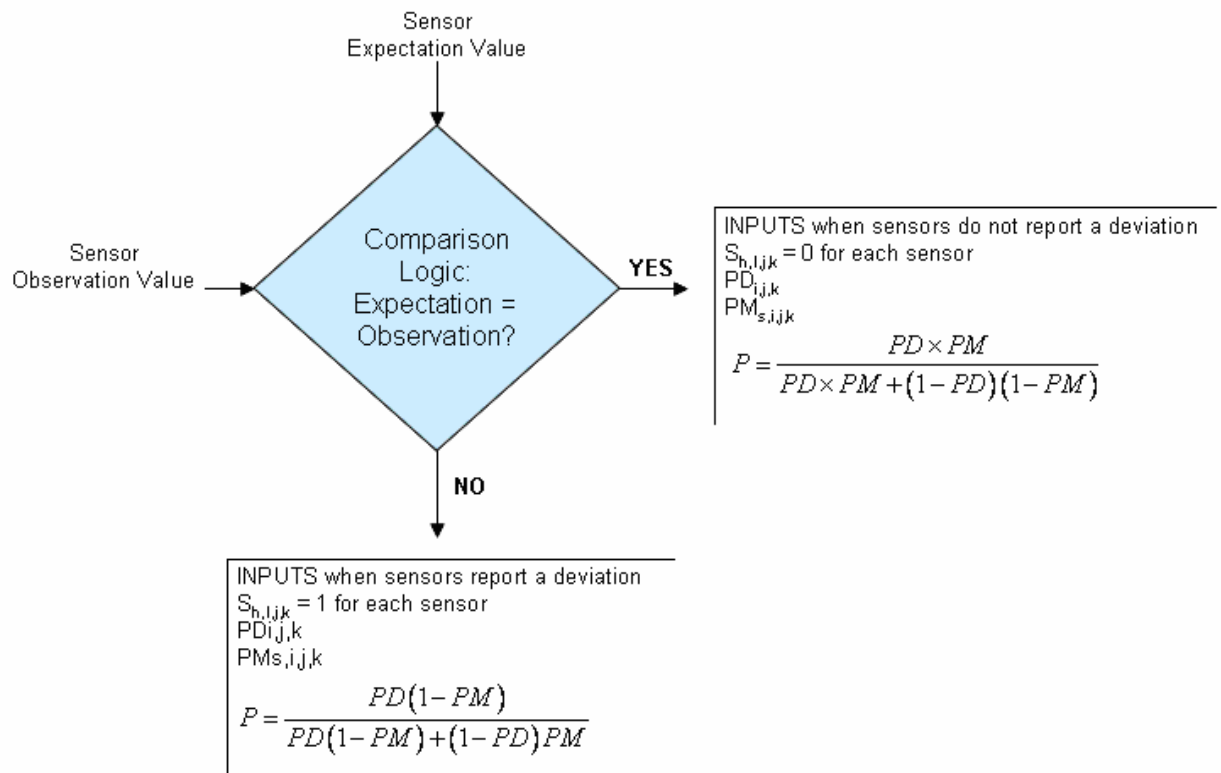 Sensor
Expectation Value
Sensor
Observation Value
Comparison
Logic:
Expectation =
Observation?
YES
INPUTS when sensors do not report a deviation
S_{h,l,j,k} = 0 for each sensor
PD_{i,j,k}
PM_{s,i,j,k}
P = \frac{PD × PM}{PD × PM + (1 − PD)(1 − PM)}
NO
INPUTS when sensors report a deviation
S_{h,l,j,k} = 1 for each sensor
PDi,j,k
PMs,i,j,k
P = \frac{PD(1 − PM)}{PD(1 − PM) + (1 − PD)PM}